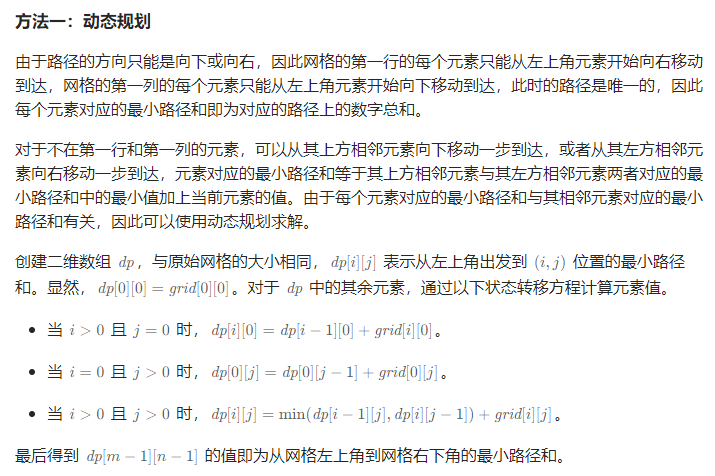 方法一：动态规划
由于路径的方向只能是向下或向右，因此网格的第一行的每个元素只能从左上角元素开始向右移动
到达，网格的第一列的每个元素只能从左上角元素开始向下移动到达，此时的路径是唯一的，因此
每个元素对应的最小路径和即为对应的路径上的数字总和。
对于不在第一行和第一列的元素，可以从其上方相邻元素向下移动一步到达，或者从其左方相邻元
素向右移动一步到达，元素对应的最小路径和等于其上方相邻元素与其左方相邻元素两者对应的最
小路径和中的最小值加上当前元素的值。由于每个元素对应的最小路径和与其相邻元素对应的最小
路径和有关，因此可以使用动态规划求解。
创建二维数组 dp，与原始网格的大小相同，dp[i][j] 表示从左上角出发到 (i, j) 位置的最小路径
和。显然，dp[0][0] = grid[0][0]。对于 dp 中的其余元素，通过以下状态转移方程计算元素值。
• 当 i > 0 且 j = 0 时，dp[i][0] = dp[i − 1][0] + grid[i][0]。
• 当 i = 0 且 j > 0 时，dp[0][j] = dp[0][j − 1] + grid[0][j]。
• 当 i > 0 且 j > 0 时，dp[i][j] = min(dp[i − 1][j], dp[i][j − 1]) + grid[i][j]。
最后得到 dp[m − 1][n − 1] 的值即为从网格左上角到网格右下角的最小路径和。